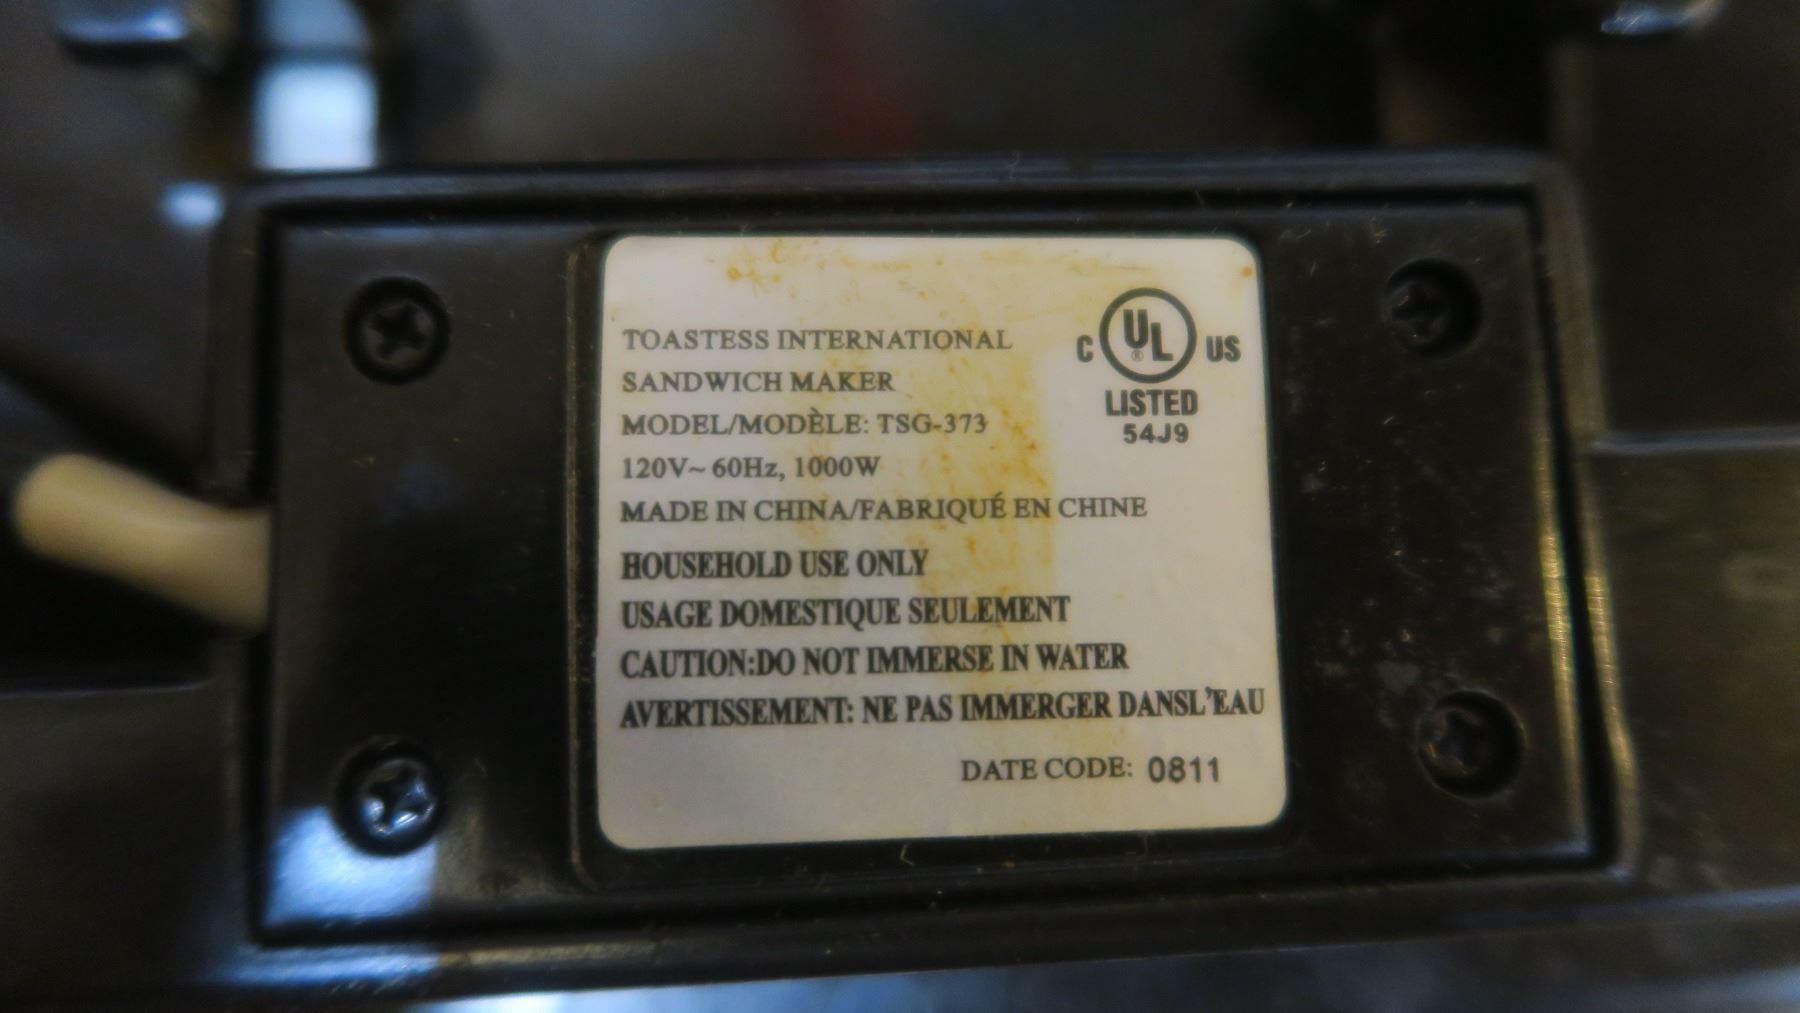 TOASTESS INTERNATIONAL
SANDWICH MAKER
MODEL/MODÈLE: TSG-373
120V~ 60Hz, 1000W
MADE IN CHINA/FABRIQUÉ EN CHINE
HOUSEHOLD USE ONLY
USAGE DOMESTIQUE SEULEMENT
CAUTION:DO NOT IMMERSE IN WATER
AVERTISSEMENT: NE PAS IMMERGER DANSL'EAU
DATE CODE: 0811
C UL® US
LISTED
54J9